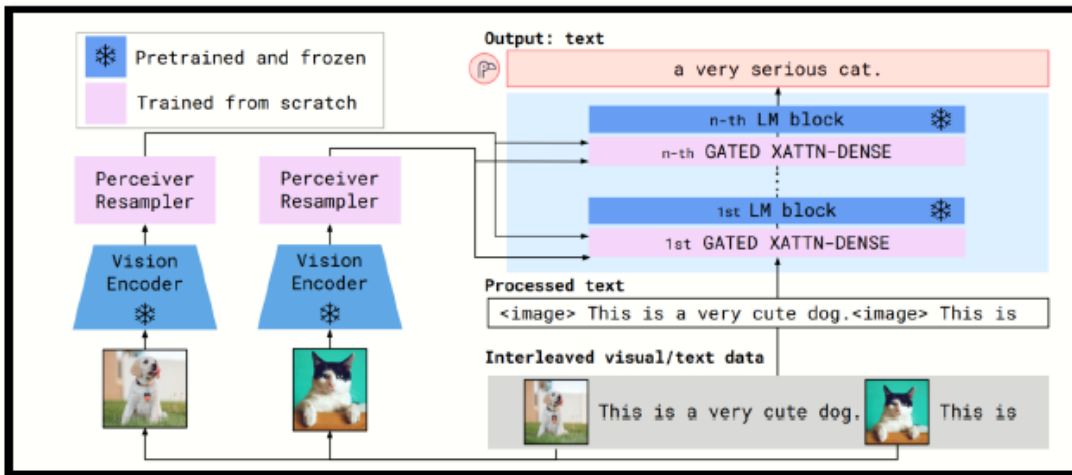 Pretrained and frozen
Trained from scratch
Perceiver
Resampler
Perceiver
Resampler
Vision
Encoder
Vision
Encoder
Output: text
a very serious cat.
n-th LM block
n-th GATED XATTN-DENSE
1st LM block
1st GATED XATTN-DENSE
Processed text
<image> This is a very cute dog.<image> This is
Interleaved visual/text data
This is a very cute dog.
This is